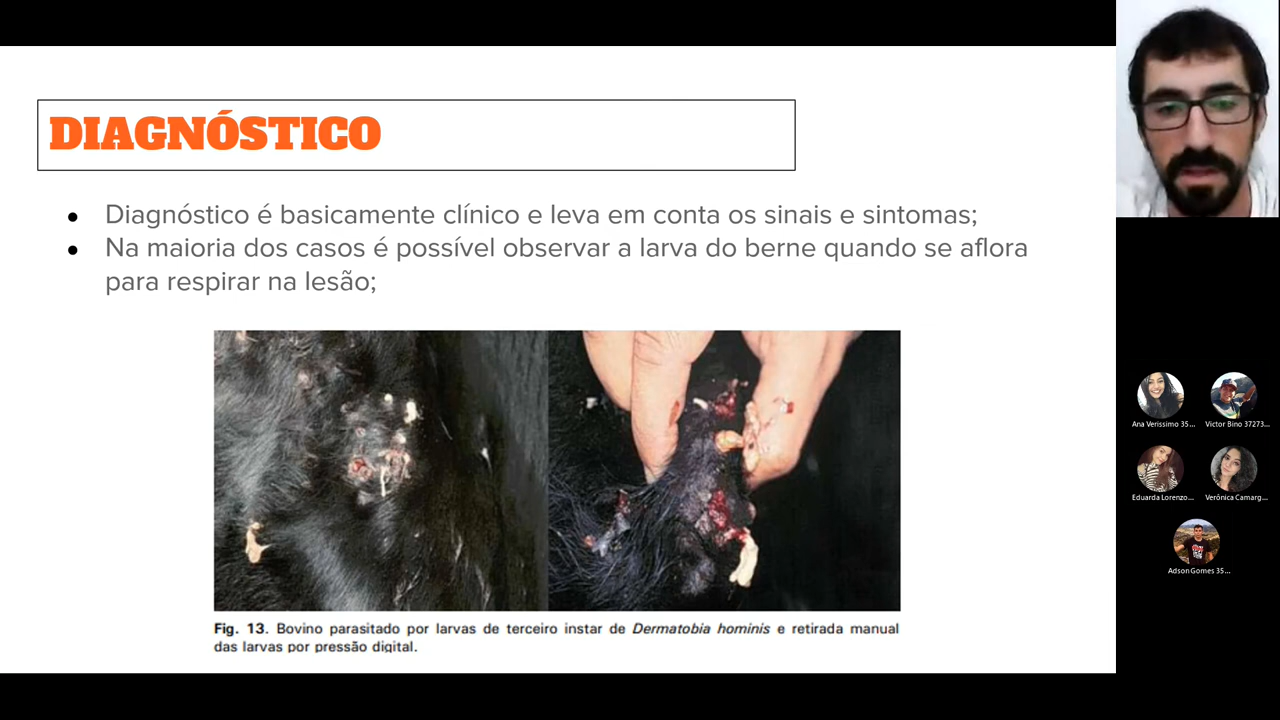 DIAGNÓSTICO
● Diagnóstico é basicamente clínico e leva em conta os sinais e sintomas;
● Na maioria dos casos é possível observar a larva do berne quando se aflora
para respirar na lesão;
Fig. 13. Bovino parasitado por larvas de terceiro instar de Dermatobia hominis e retirada manual
das larvas por pressão digital.
Ana Verissimo 35...
Victor Bino 37273...
Eduarda Lorenzo...
Verônica Camarg...
Adson Gomes 35...